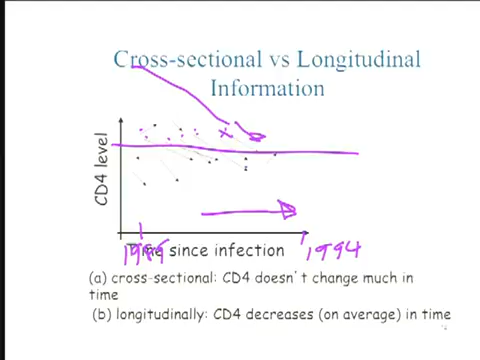 Cross-sectional vs Longitudinal
Information
CD4 level
Time since infection
1985 1994
(a) cross-sectional: CD4 doesn't change much in
time
(b) longitudinally: CD4 decreases (on average) in time